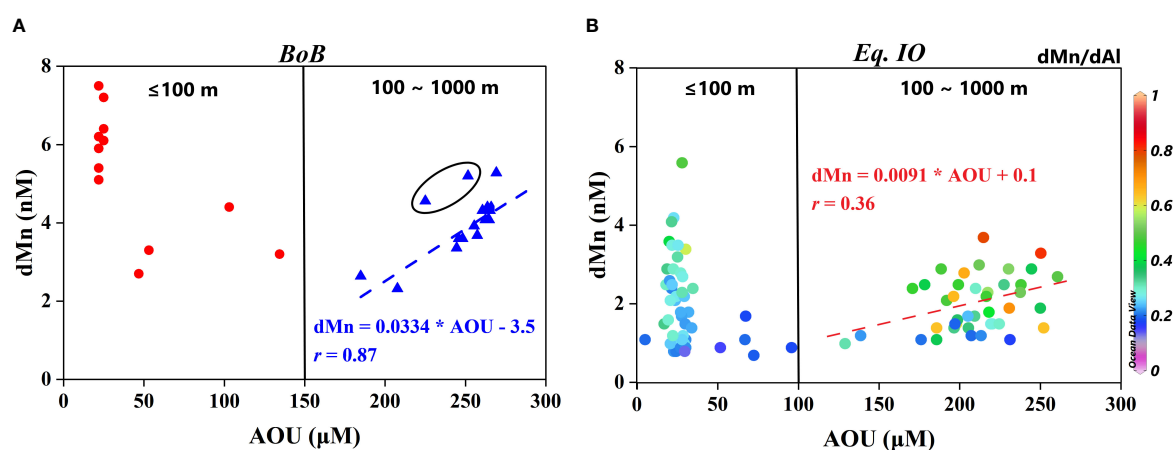 A
BoB
≤100 m
100 ~ 1000 m
dMn = 0.0334 * AOU - 3.5
r = 0.87
dMn (nM)
8
6
4
2
0
0 50 100 150 200 250 300
AOU (μM)
B
Eq. IO
dMn/dAl
≤100 m
100 ~ 1000 m
dMn = 0.0091 * AOU + 0.1
r = 0.36
dMn (nM)
8
6
4
2
0
0 50 100 150 200 250 300
AOU (μM)
1
0.8
0.6
0.4
0.2
0
Ocean Data View